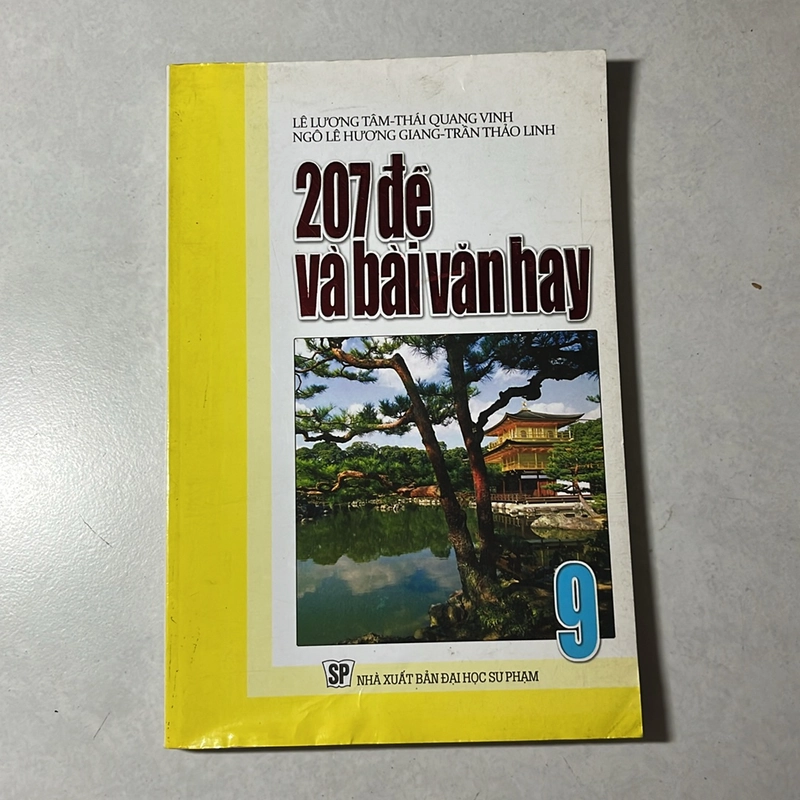 LÊ LƯƠNG TÂM-THÁI QUANG VINH
NGÔ LÊ HƯƠNG GIANG-TRẦN THẢO LINH
207 đề
và bài văn hay
9
SP NHÀ XUẤT BẢN ĐẠI HỌC SƯ PHẠM